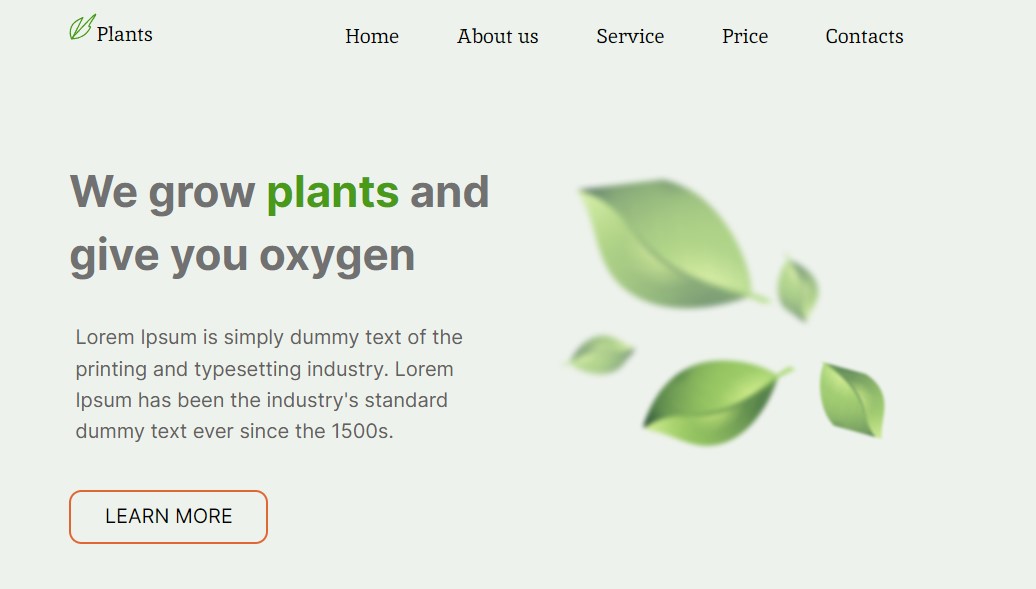 Plants
Home About us Service Price Contacts
We grow plants and
give you oxygen
Lorem Ipsum is simply dummy text of the
printing and typesetting industry. Lorem
Ipsum has been the industry's standard
dummy text ever since the 1500s.
LEARN MORE